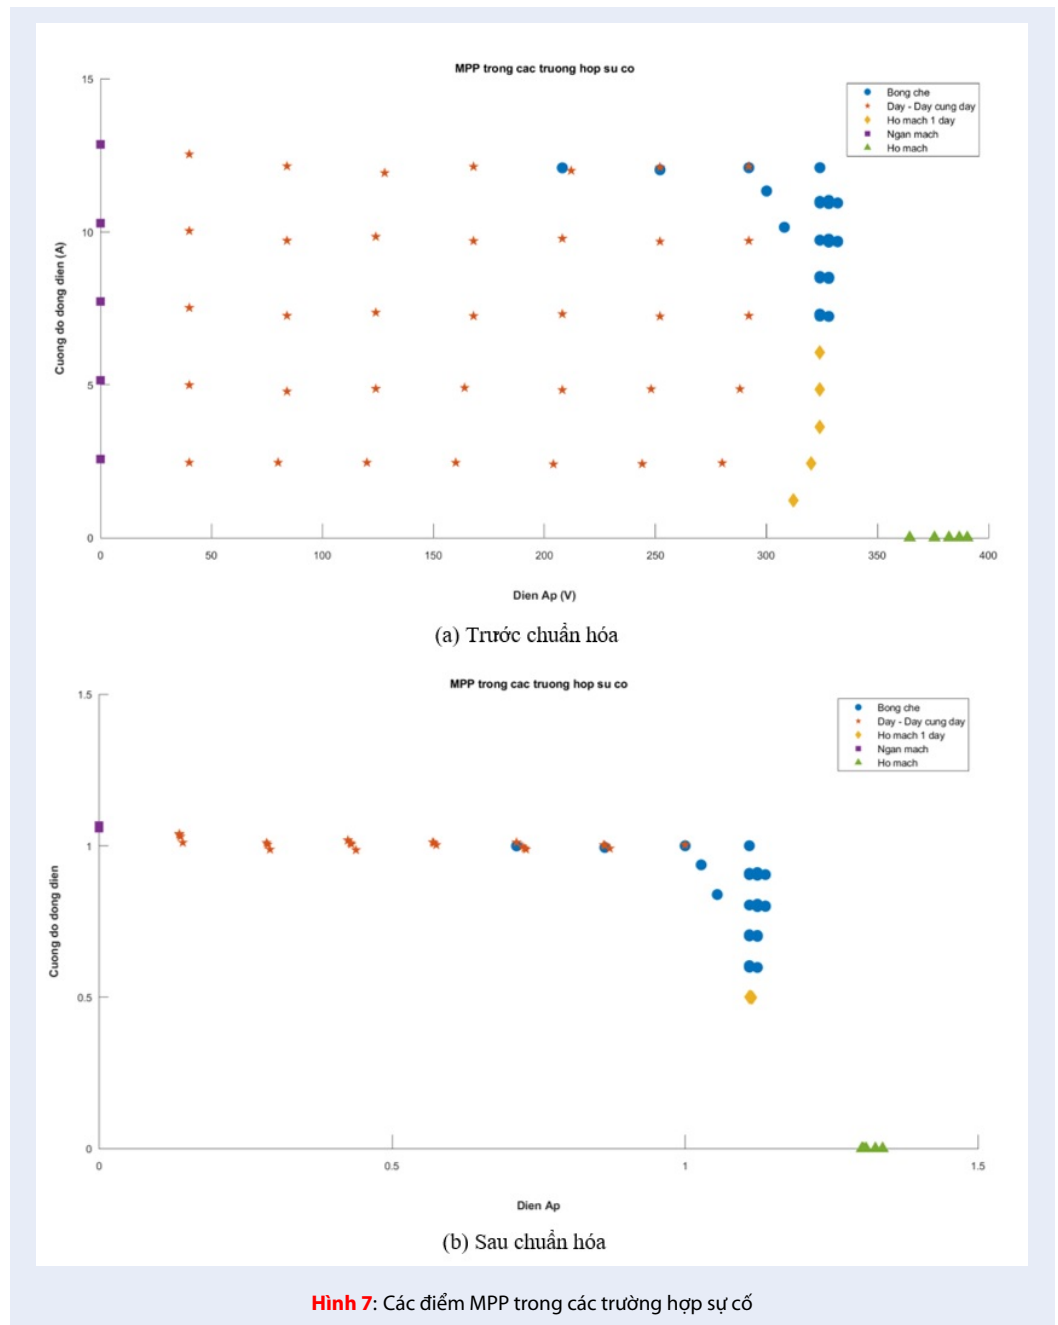 MPP trong cac truong hop su co
Bong che
Day - Day cung day
Ho mach 1 day
Ngan mach
Ho mach
15
10
5
0
Cuong do dong dien (A)
0 50 100 150 200 250 300 350 400
Dien Ap (V)
(a) Trước chuẩn hóa
MPP trong cac truong hop su co
Bong che
Day - Day cung day
Ho mach 1 day
Ngan mach
Ho mach
1.5
1
0.5
0
Cuong do dong dien
0 0.5 1 1.5
Dien Ap
(b) Sau chuẩn hóa
Hình 7: Các điểm MPP trong các trường hợp sự cố